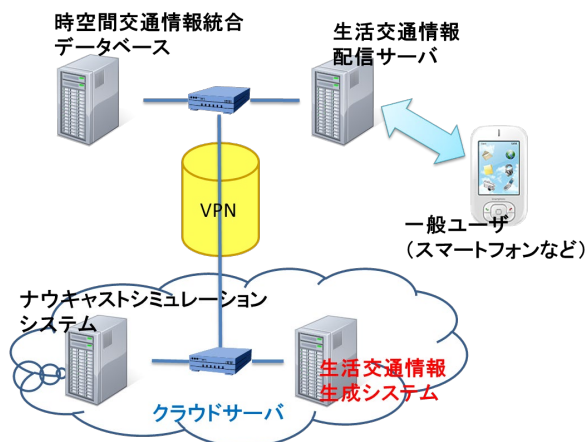 時空間交通情報統合
データベース
生活交通情報
配信サーバ
VPN
一般ユーザ
（スマートフォンなど）
ナウキャストシミュレーション
システム
生活交通情報
生成システム
クラウドサーバ